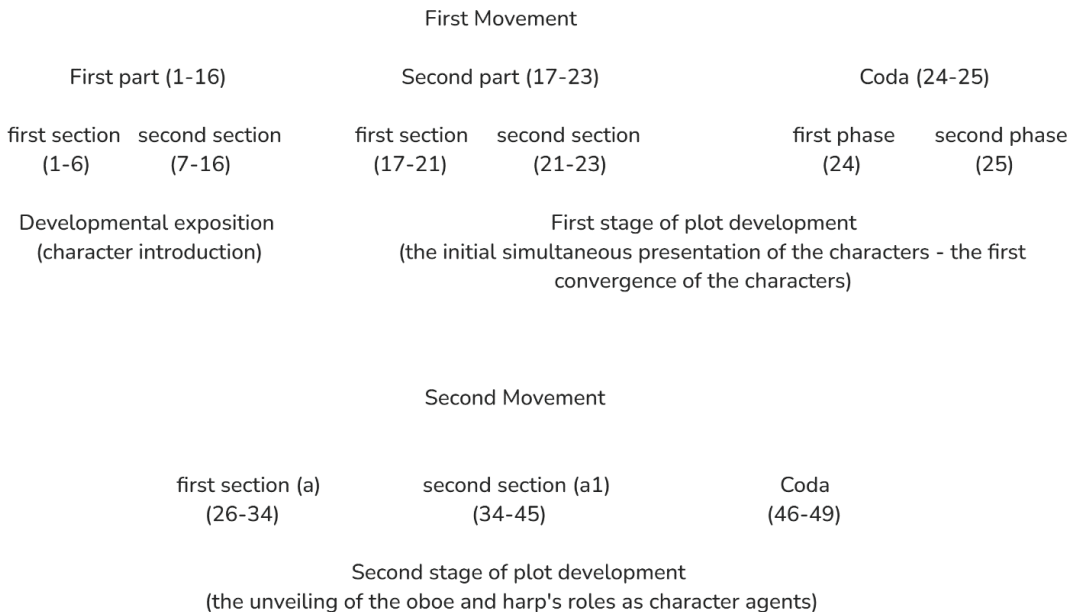 First Movement
First part (1-16) Second part (17-23) Coda (24-25)
first section second section first section second section first phase second phase
(1-6) (7-16) (17-21) (21-23) (24) (25)
Developmental exposition First stage of plot development
(character introduction) (the initial simultaneous presentation of the characters - the first
convergence of the characters)
Second Movement
first section (a) second section (a1) Coda
(26-34) (34-45) (46-49)
Second stage of plot development
(the unveiling of the oboe and harp's roles as character agents)